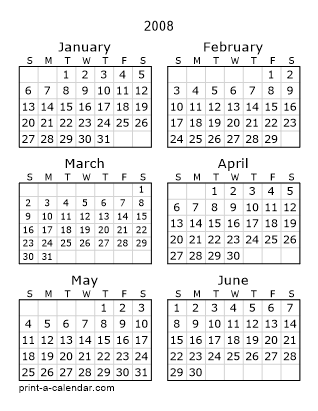 2008
January February
S M T W T F S S M T W T F S
1 2 3 4 5 1 2
6 7 8 9 10 11 12 3 4 5 6 7 8 9
13 14 15 16 17 18 19 10 11 12 13 14 15 16
20 21 22 23 24 25 26 17 18 19 20 21 22 23
27 28 29 30 31 24 25 26 27 28 29
March April
S M T W T F S S M T W T F S
1 1 2 3 4 5
2 3 4 5 6 7 8 6 7 8 9 10 11 12
9 10 11 12 13 14 15 13 14 15 16 17 18 19
16 17 18 19 20 21 22 20 21 22 23 24 25 26
23 24 25 26 27 28 29 27 28 29 30
30 31
May June
S M T W T F S S M T W T F S
1 2 3 1 2 3 4 5 6 7
4 5 6 7 8 9 10 8 9 10 11 12 13 14
11 12 13 14 15 16 17 15 16 17 18 19 20 21
18 19 20 21 22 23 24 22 23 24 25 26 27 28
25 26 27 28 29 30 31 29 30
print-a-calendar.com